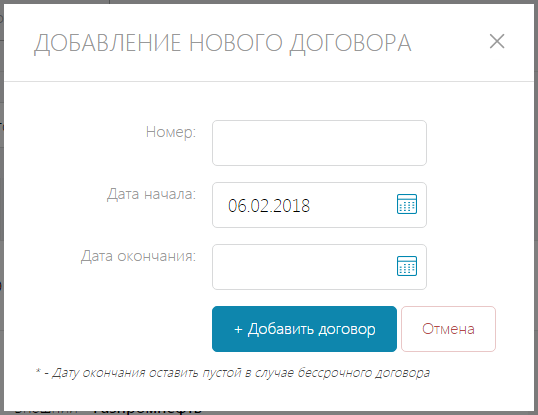 ДОБАВЛЕНИЕ НОВОГО ДОГОВОРА
Номер:
Дата начала:
06.02.2018
Дата окончания:
+ Добавить договор
Отмена
* - Дату окончания оставить пустой в случае бессрочного договора